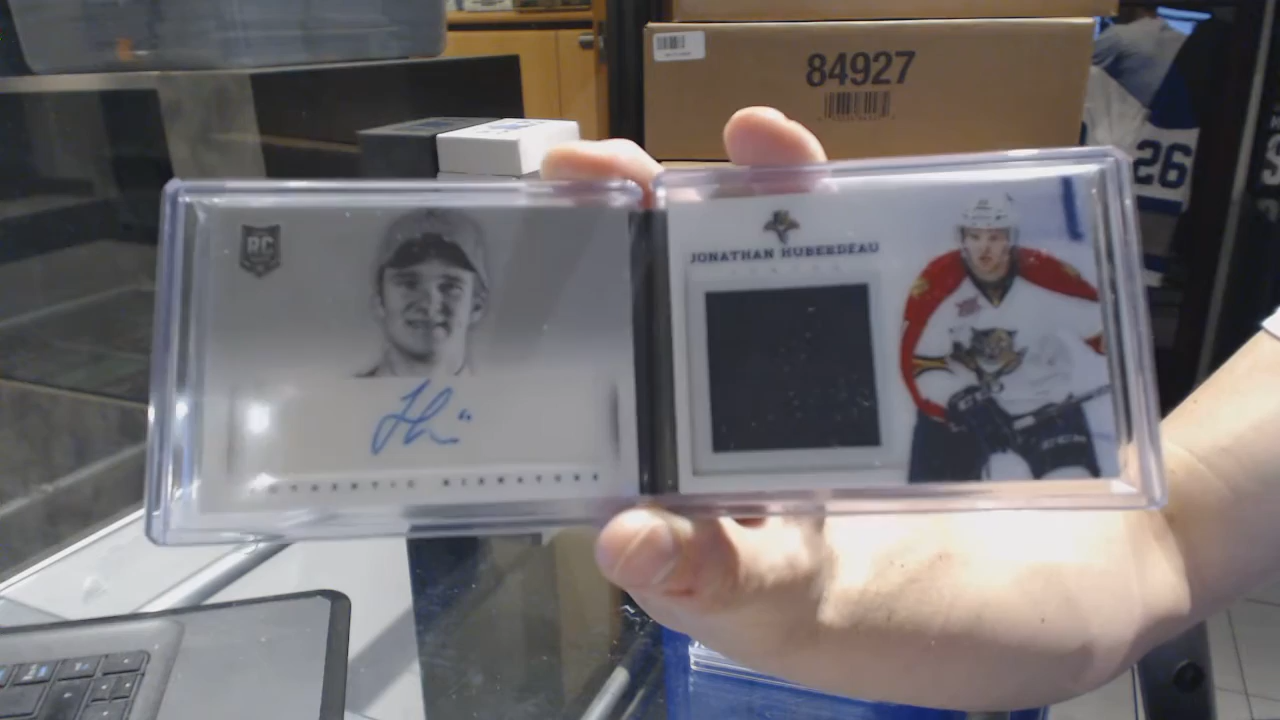 84927
26
RC
JONATHAN HUBERDEAU
AUTHENTIC SIGNATURE